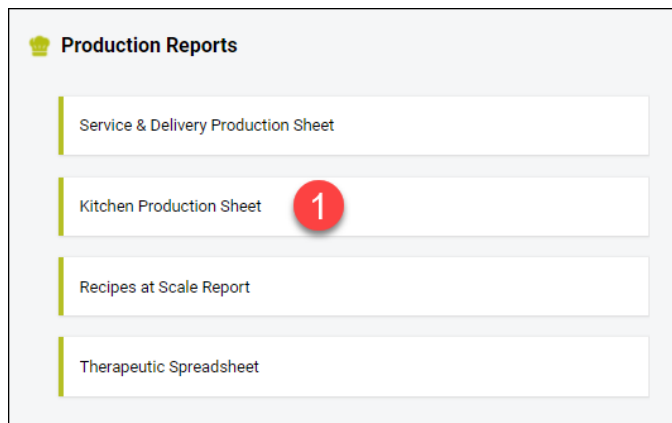 Production Reports
Service & Delivery Production Sheet
Kitchen Production Sheet 1
Recipes at Scale Report
Therapeutic Spreadsheet